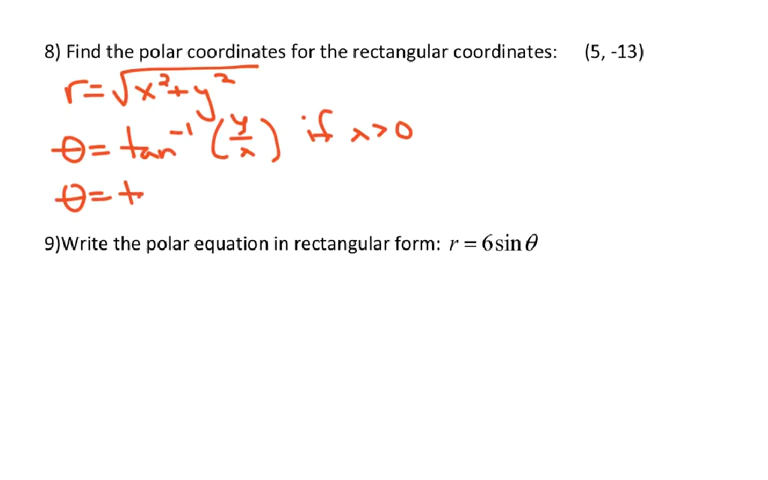 8) Find the polar coordinates for the rectangular coordinates: (5, -13)
r = √x²+y²
θ = tan⁻¹(y/x) if x>0
θ = t
9)Write the polar equation in rectangular form: r = 6sinθ